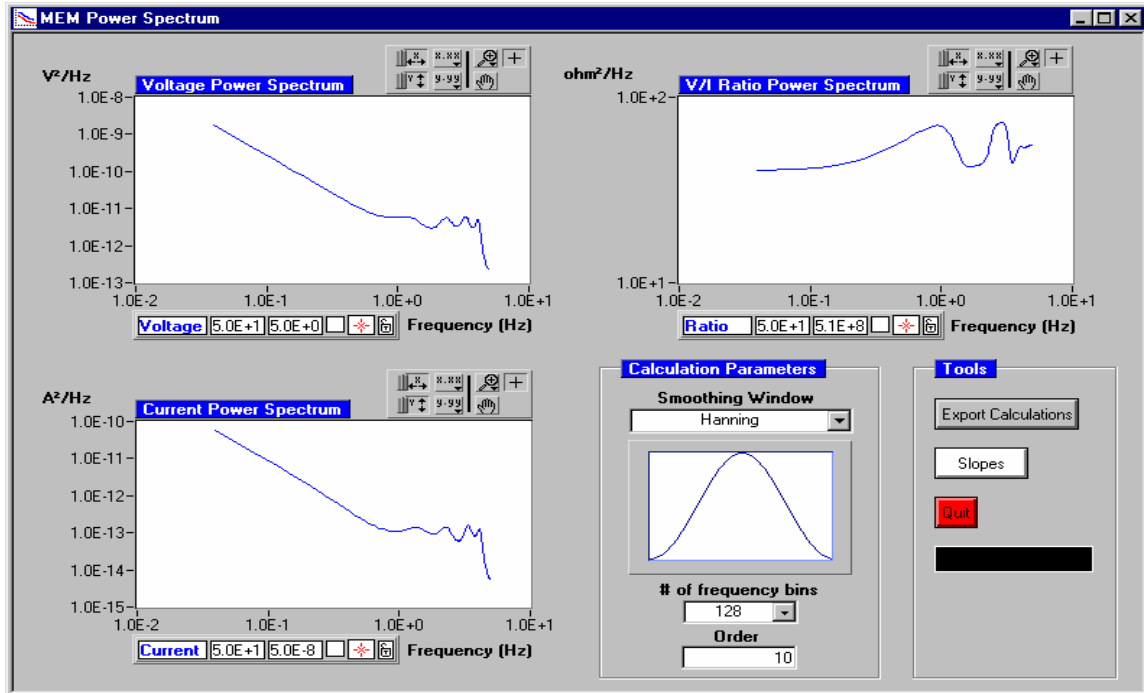 MEM Power Spectrum
V²/Hz
Voltage Power Spectrum
x.xx
y.yy
1.0E-8
1.0E-9
1.0E-10
1.0E-11
1.0E-12
1.0E-13
1.0E-2 1.0E-1 1.0E+0 1.0E+1
Voltage 5.0E+1 5.0E+0 Frequency (Hz)
ohm²/Hz
V/I Ratio Power Spectrum
x.xx
y.yy
1.0E+2
1.0E+1
1.0E-2 1.0E-1 1.0E+0 1.0E+1
Ratio 5.0E+1 5.1E+8 Frequency (Hz)
A²/Hz
Current Power Spectrum
x.xx
y.yy
1.0E-10
1.0E-11
1.0E-12
1.0E-13
1.0E-14
1.0E-15
1.0E-2 1.0E-1 1.0E+0 1.0E+1
Current 5.0E+1 5.0E-8 Frequency (Hz)
Calculation Parameters
Smoothing Window
Hanning
# of frequency bins
128
Order
10
Tools
Export Calculations
Slopes
Quit